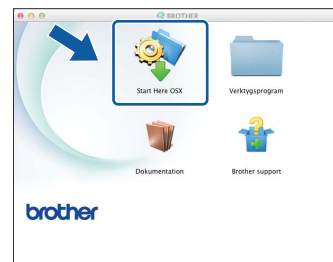 BROTHER
Start Here OSX
Verktygsprogram
Dokumentation
Brother support
brother